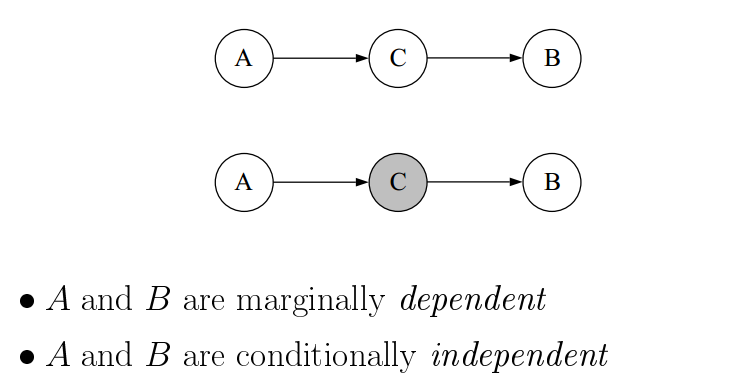 A C B
A C B
• A and B are marginally dependent
• A and B are conditionally independent